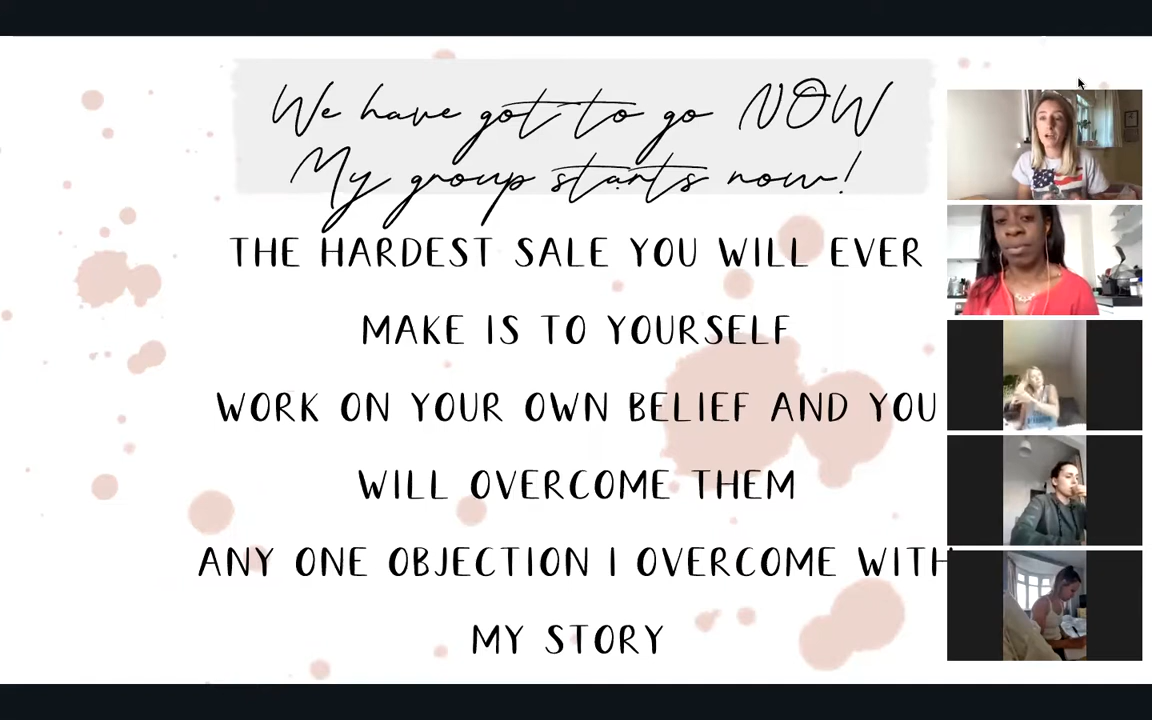 We have got to go NOW
My group starts now!
THE HARDEST SALE YOU WILL EVER
MAKE IS TO YOURSELF
WORK ON YOUR OWN BELIEF AND YOU
WILL OVERCOME THEM
ANY ONE OBJECTION I OVERCOME WITH
MY STORY